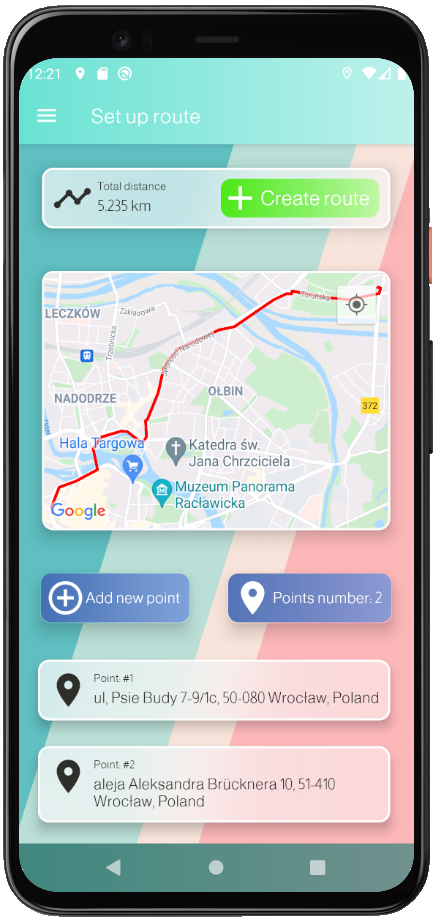 12:21
Set up route
Total distance
5.235 km
Create route
LECZKÓW
Zakładowa
Trzebnicka
Toruńska
Jedności Narodowej
NADODRZE
OŁBIN
372
Hala Targowa
Katedra św.
Jana Chrzciciela
Muzeum Panorama
Racławicka
Google
Add new point
Points number: 2
Point: #1
ul, Psie Budy 7-9/1c, 50-080 Wrocław, Poland
Point: #2
aleja Aleksandra Brücknera 10, 51-410
Wrocław, Poland